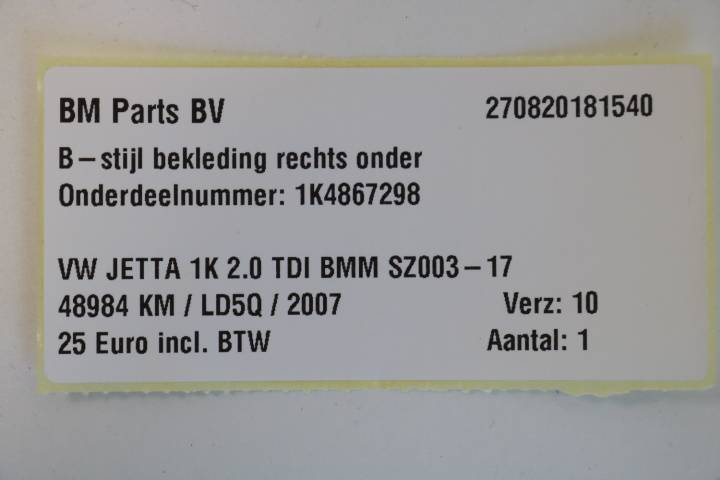 BM Parts BV 270820181540
B-stijl bekleding rechts onder
Onderdeelnummer: 1K4867298
VW JETTA 1K 2.0 TDI BMM SZ003-17
48984 KM / LD5Q / 2007 Verz: 10
25 Euro incl. BTW Aantal: 1